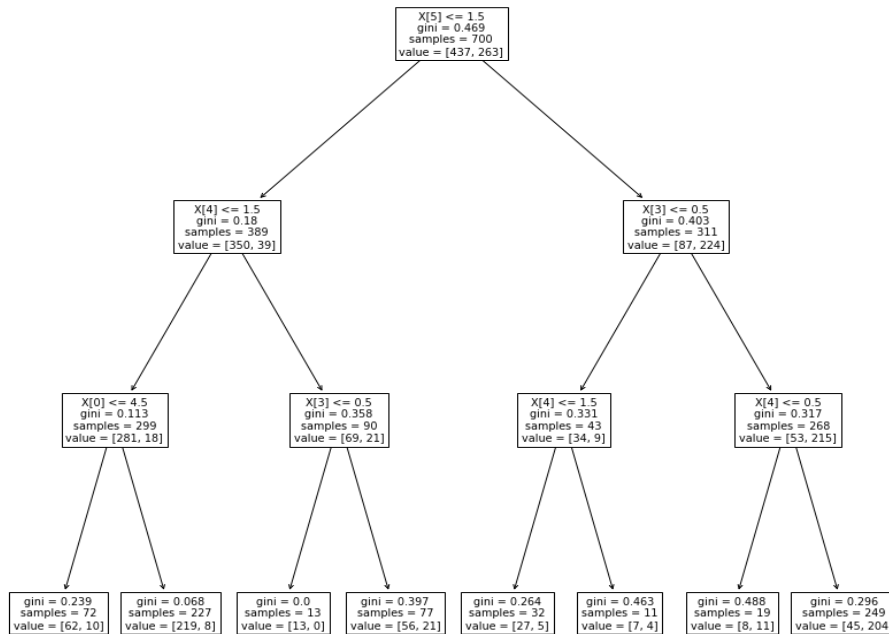 X[5] <= 1.5
gini = 0.469
samples = 700
value = [437, 263]
X[4] <= 1.5
gini = 0.18
samples = 389
value = [350, 39]
X[3] <= 0.5
gini = 0.403
samples = 311
value = [87, 224]
X[0] <= 4.5
gini = 0.113
samples = 299
value = [281, 18]
X[3] <= 0.5
gini = 0.358
samples = 90
value = [69, 21]
X[4] <= 1.5
gini = 0.331
samples = 43
value = [34, 9]
X[4] <= 0.5
gini = 0.317
samples = 268
value = [53, 215]
gini = 0.239
samples = 72
value = [62, 10]
gini = 0.068
samples = 227
value = [219, 8]
gini = 0.0
samples = 13
value = [13, 0]
gini = 0.397
samples = 77
value = [56, 21]
gini = 0.264
samples = 32
value = [27, 5]
gini = 0.463
samples = 11
value = [7, 4]
gini = 0.488
samples = 19
value = [8, 11]
gini = 0.296
samples = 249
value = [45, 204]